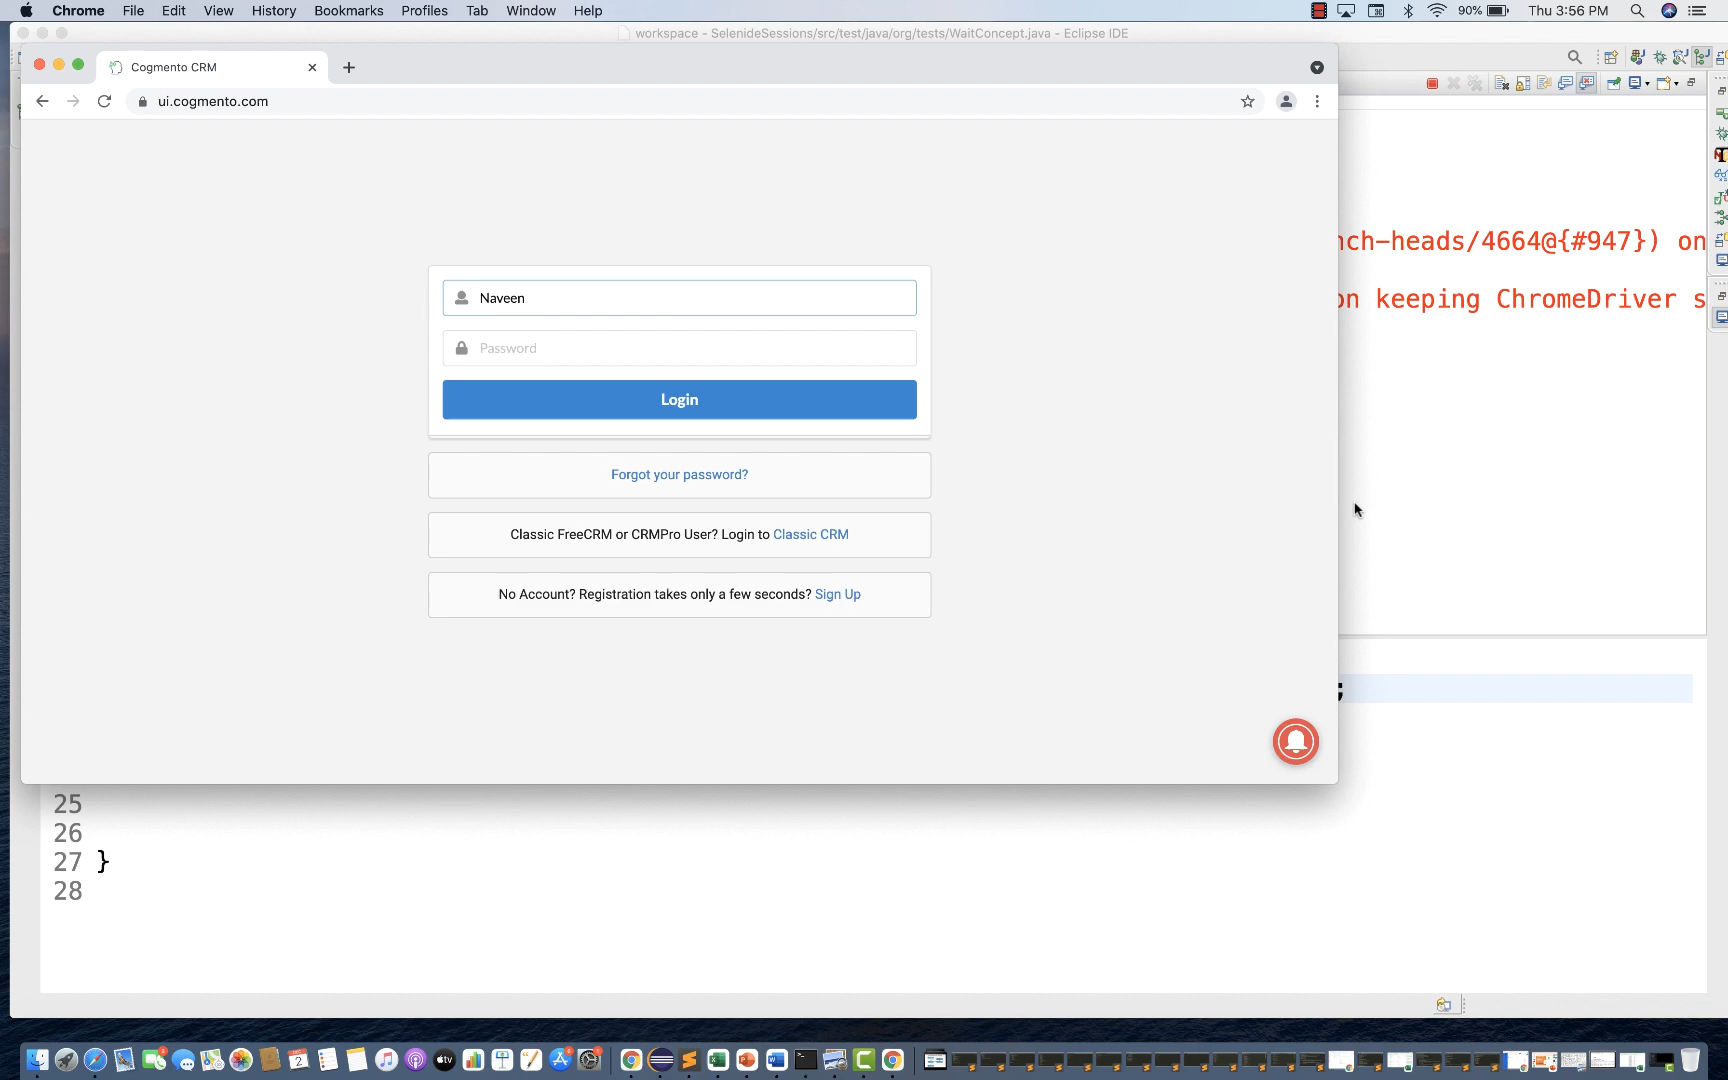 Chrome File Edit View History Bookmarks Profiles Tab Window Help 90% Thu 3:56 PM
workspace - SelenideSessions/src/test/java/org/tests/WaitConcept.java - Eclipse IDE
Cogmento CRM
ui.cogmento.com
nch-heads/4664@{#947}) on
Naveen
on keeping ChromeDriver s
Password
Login
Forgot your password?
Classic FreeCRM or CRMPro User? Login to Classic CRM
No Account? Registration takes only a few seconds? Sign Up
;
25
26
27 }
28